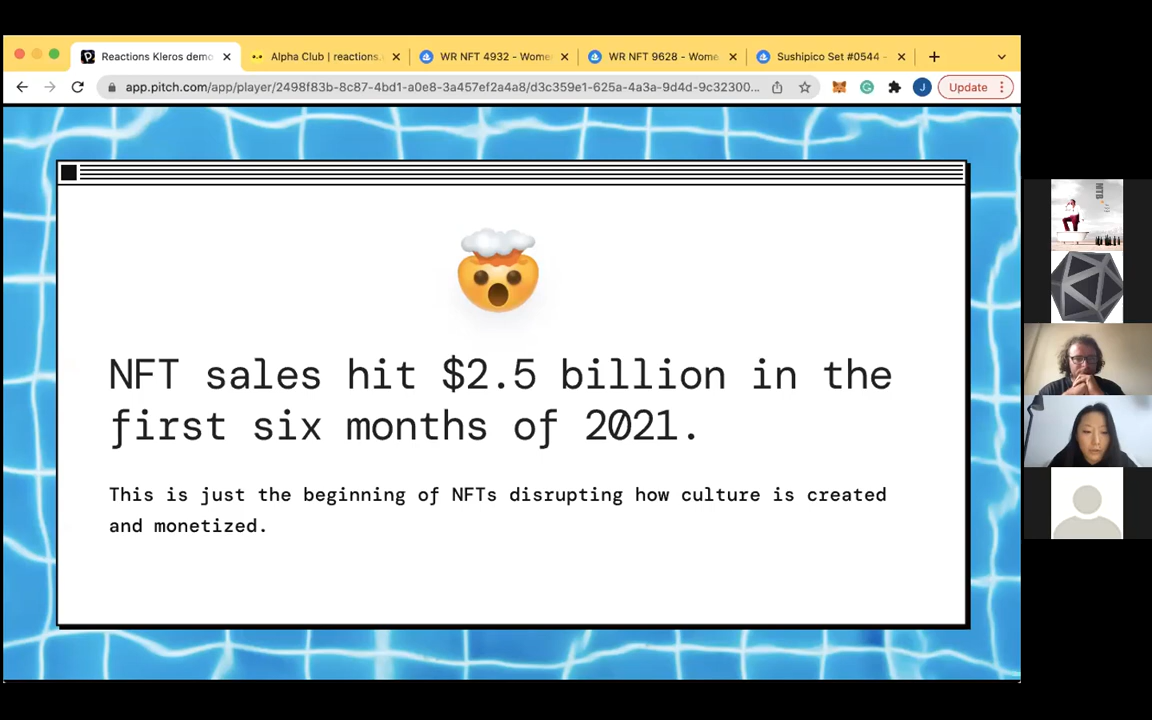 Reactions Kleros demo
Alpha Club | reactions.
WR NFT 4932 - Wome
WR NFT 9628 - Wome
Sushipico Set #0544 -
app.pitch.com/app/player/2498f83b-8c87-4bd1-a0e8-3a457ef2a4a8/d3c359e1-625a-4a3a-9d4d-9c32300...
J
Update
NFT sales hit $2.5 billion in the
first six months of 2021.
This is just the beginning of NFTs disrupting how culture is created
and monetized.